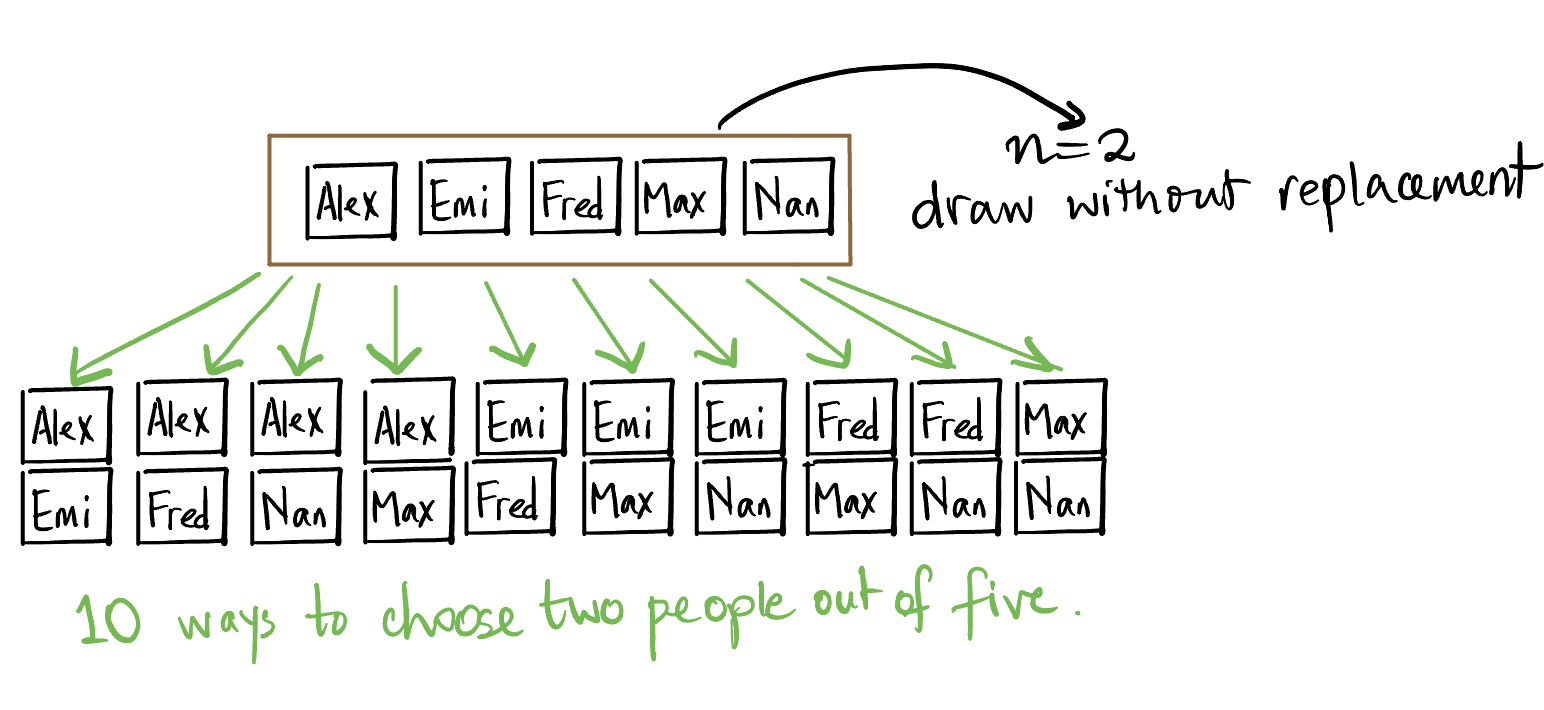 Alex Emi Fred Max Nan
n=2
draw without replacement
Alex Alex Alex Alex Emi Emi Emi Fred Fred Max
Emi Fred Nan Max Fred Max Nan Max Nan Nan
10 ways to choose two people out of five.